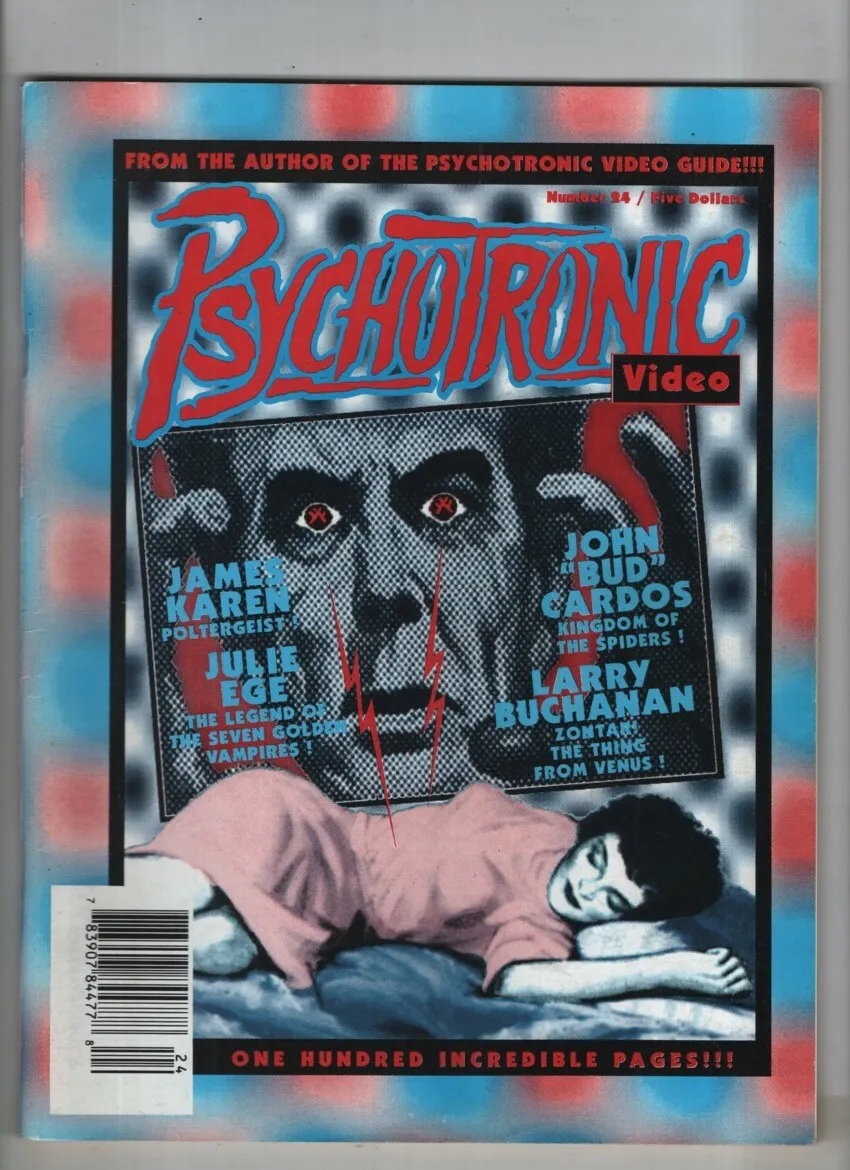 FROM THE AUTHOR OF THE PSYCHOTRONIC VIDEO GUIDE!!!
Number 24 / Five Dollars
PSYCHOTRONIC
Video
JAMES
KAREN
POLTERGEIST !
JULIE
EGE
THE LEGEND OF
THE SEVEN GOLDEN
VAMPIRES !
JOHN
"BUD"
CARDOS
KINGDOM OF
THE SPIDERS !
LARRY
BUCHANAN
ZONTAR!
THE THING
FROM VENUS !
7 83907 84477 8
24
ONE HUNDRED INCREDIBLE PAGES!!!